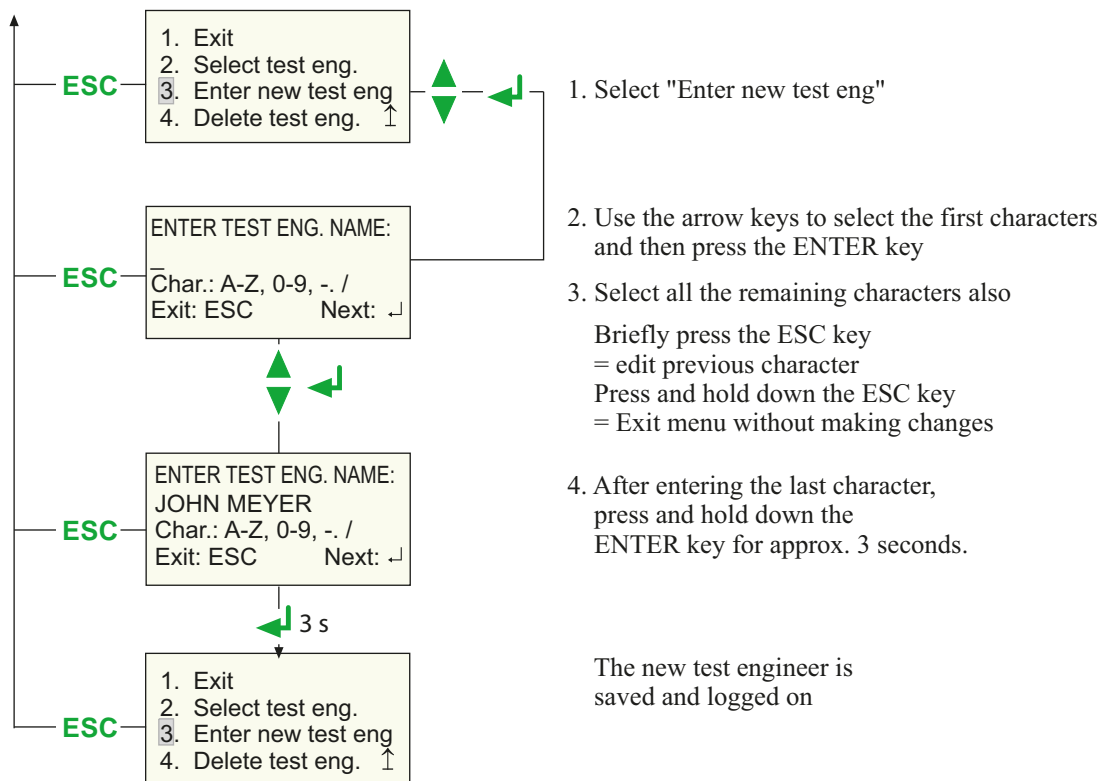 1. Exit
2. Select test eng.
3. Enter new test eng
4. Delete test eng. ↥
ESC
1. Select "Enter new test eng"
ENTER TEST ENG. NAME:
_
Char.: A-Z, 0-9, -. /
Exit: ESC Next: ↵
ESC
2. Use the arrow keys to select the first characters
and then press the ENTER key
3. Select all the remaining characters also
Briefly press the ESC key
= edit previous character
Press and hold down the ESC key
= Exit menu without making changes
ENTER TEST ENG. NAME:
JOHN MEYER
Char.: A-Z, 0-9, -. /
Exit: ESC Next: ↵
ESC
4. After entering the last character,
press and hold down the
ENTER key for approx. 3 seconds.
3 s
1. Exit
2. Select test eng.
3. Enter new test eng
4. Delete test eng. ↥
ESC
The new test engineer is
saved and logged on